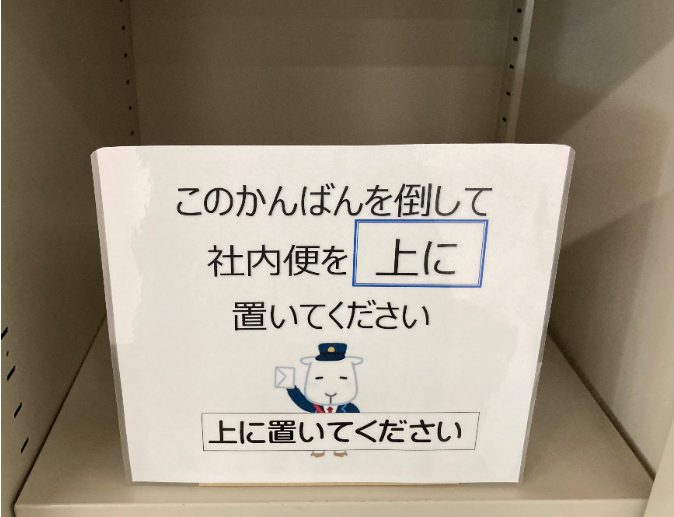 このかんばんを倒して
社内便を 上に
置いてください
上に置いてください